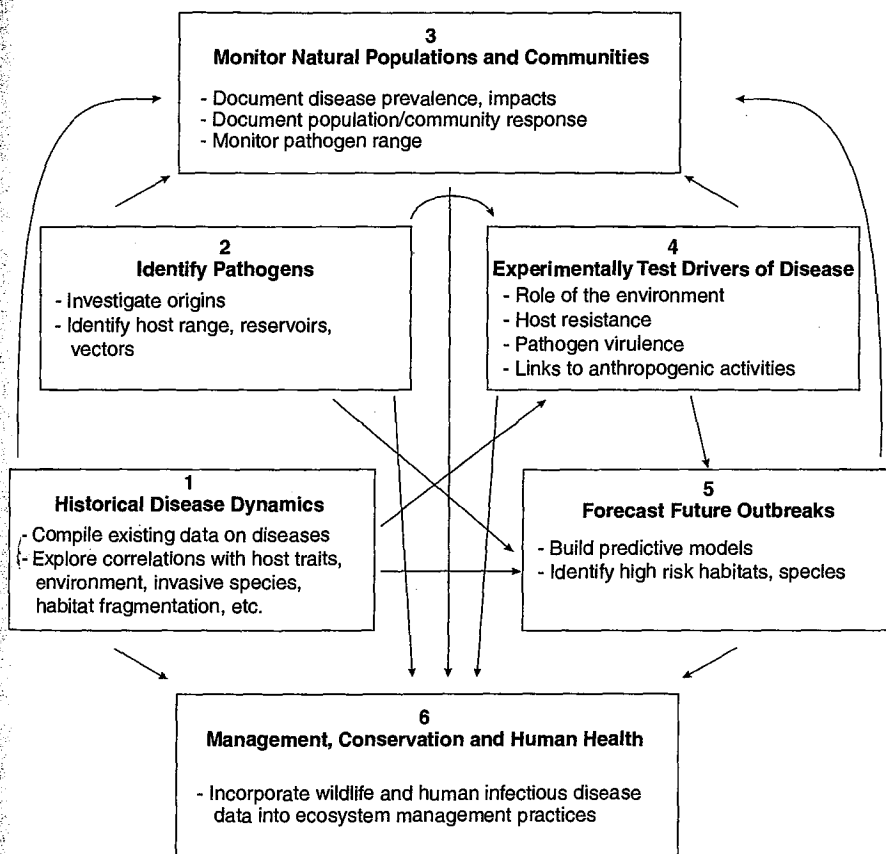 3
Monitor Natural Populations and Communities
- Document disease prevalence, impacts
- Document population/community response
- Monitor pathogen range
2
Identify Pathogens
- Investigate origins
- Identify host range, reservoirs,
vectors
4
Experimentally Test Drivers of Disease
- Role of the environment
- Host resistance
- Pathogen virulence
- Links to anthropogenic activities
1
Historical Disease Dynamics
- Compile existing data on diseases
- Explore correlations with host traits,
environment, invasive species,
habitat fragmentation, etc.
5
Forecast Future Outbreaks
- Build predictive models
- Identify high risk habitats, species
6
Management, Conservation and Human Health
- Incorporate wildlife and human infectious disease
data into ecosystem management practices